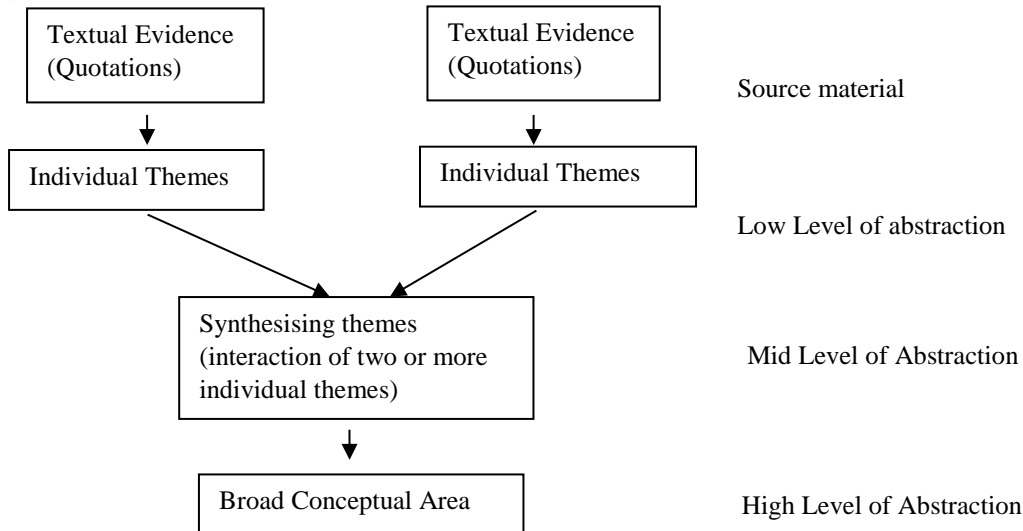 Textual Evidence
(Quotations)
Textual Evidence
(Quotations)
Source material
Individual Themes
Individual Themes
Low Level of abstraction
Synthesising themes
(interaction of two or more
individual themes)
Mid Level of Abstraction
Broad Conceptual Area
High Level of Abstraction